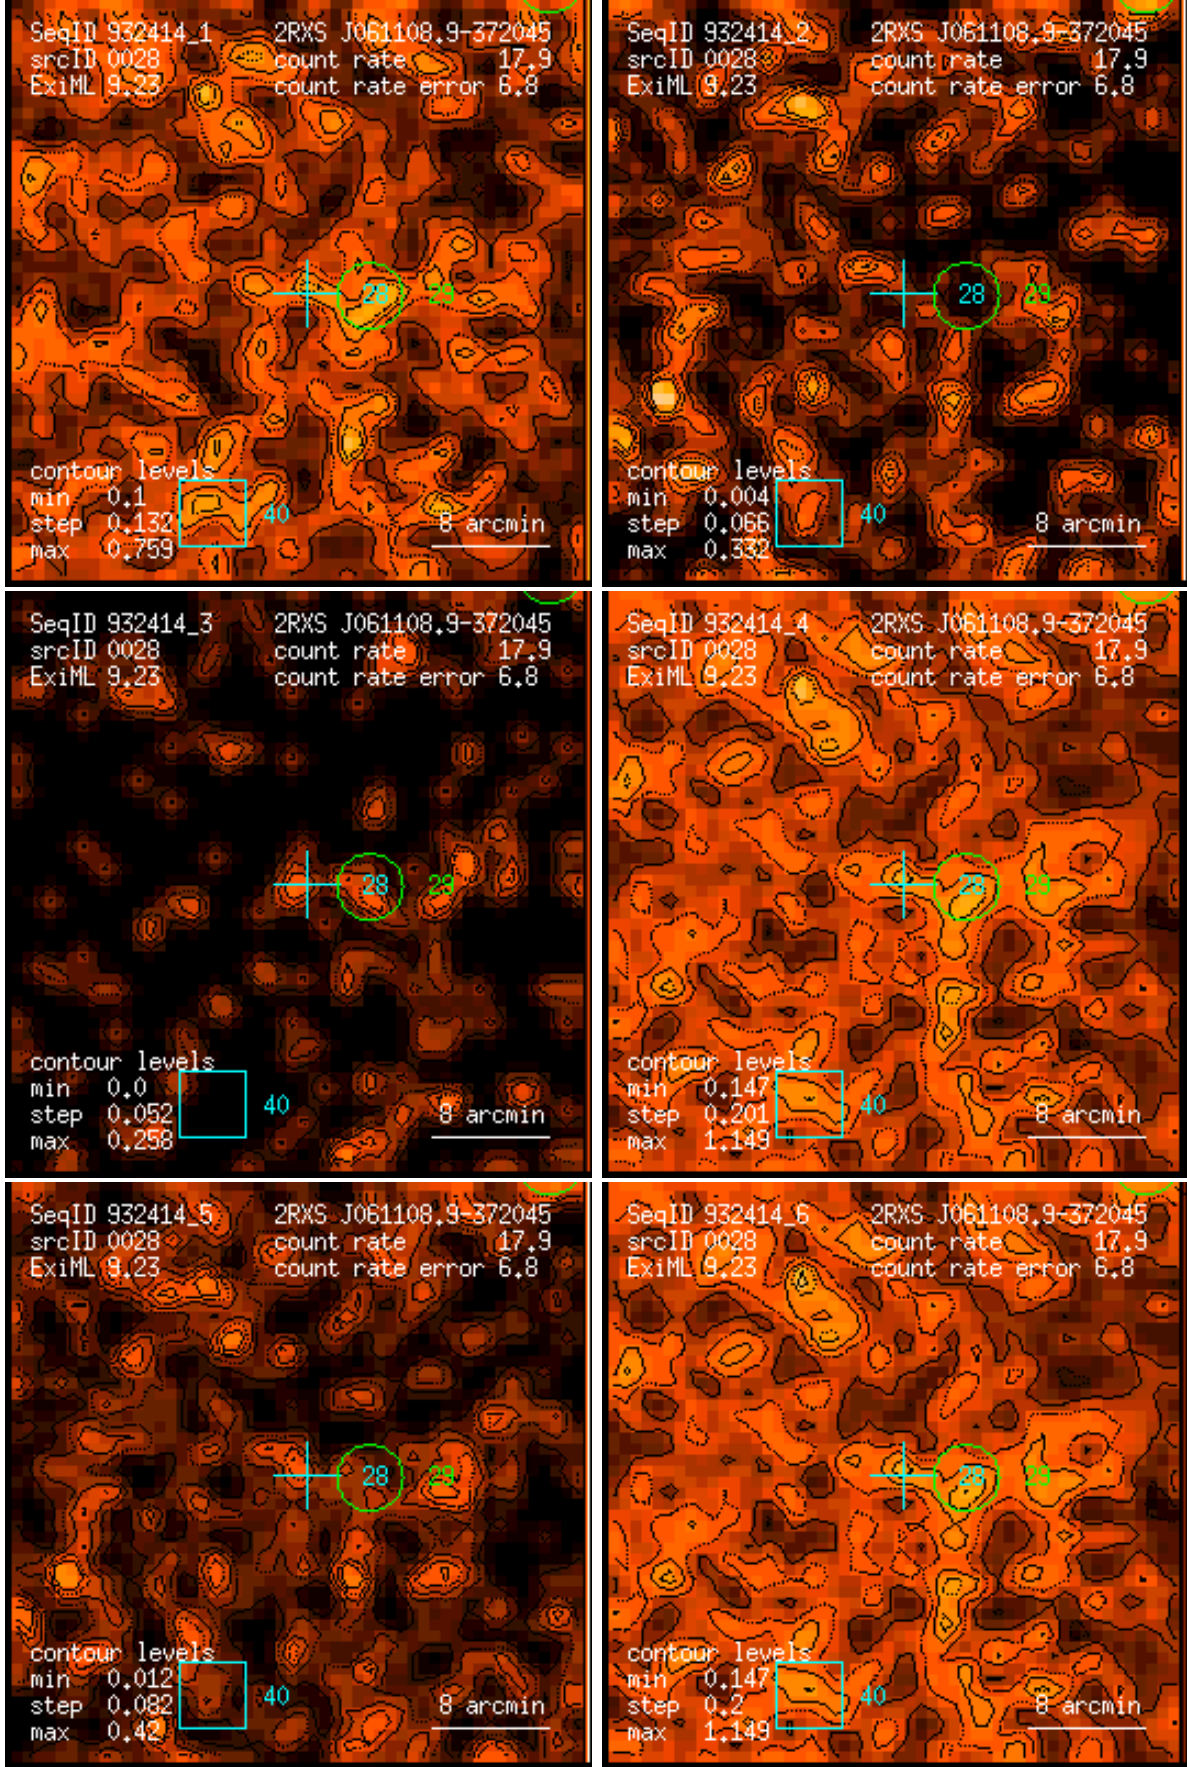 SeqID 932414_1 2RXS J061108.9-372045
srcID 0028 count rate 17.9
ExiML 9.23 count rate error 6.8
28 29
contour levels
min 0.1
step 0.132 40 8 arcmin
max 0.759
SeqID 932414_2 2RXS J061108.9-372045
srcID 0028 count rate 17.9
ExiML 9.23 count rate error 6.8
28 29
contour levels
min 0.004
step 0.066 40 8 arcmin
max 0.332
SeqID 932414_3 2RXS J061108.9-372045
srcID 0028 count rate 17.9
ExiML 9.23 count rate error 6.8
28 29
contour levels
min 0.0
step 0.052 40 8 arcmin
max 0.258
SeqID 932414_4 2RXS J061108.9-372045
srcID 0028 count rate 17.9
ExiML 9.23 count rate error 6.8
28 29
contour levels
min 0.147
step 0.201 40 8 arcmin
max 1.149
SeqID 932414_5 2RXS J061108.9-372045
srcID 0028 count rate 17.9
ExiML 9.23 count rate error 6.8
28 29
contour levels
min 0.012
step 0.082 40 8 arcmin
max 0.42
SeqID 932414_6 2RXS J061108.9-372045
srcID 0028 count rate 17.9
ExiML 9.23 count rate error 6.8
28 29
contour levels
min 0.147
step 0.2 40 8 arcmin
max 1.149